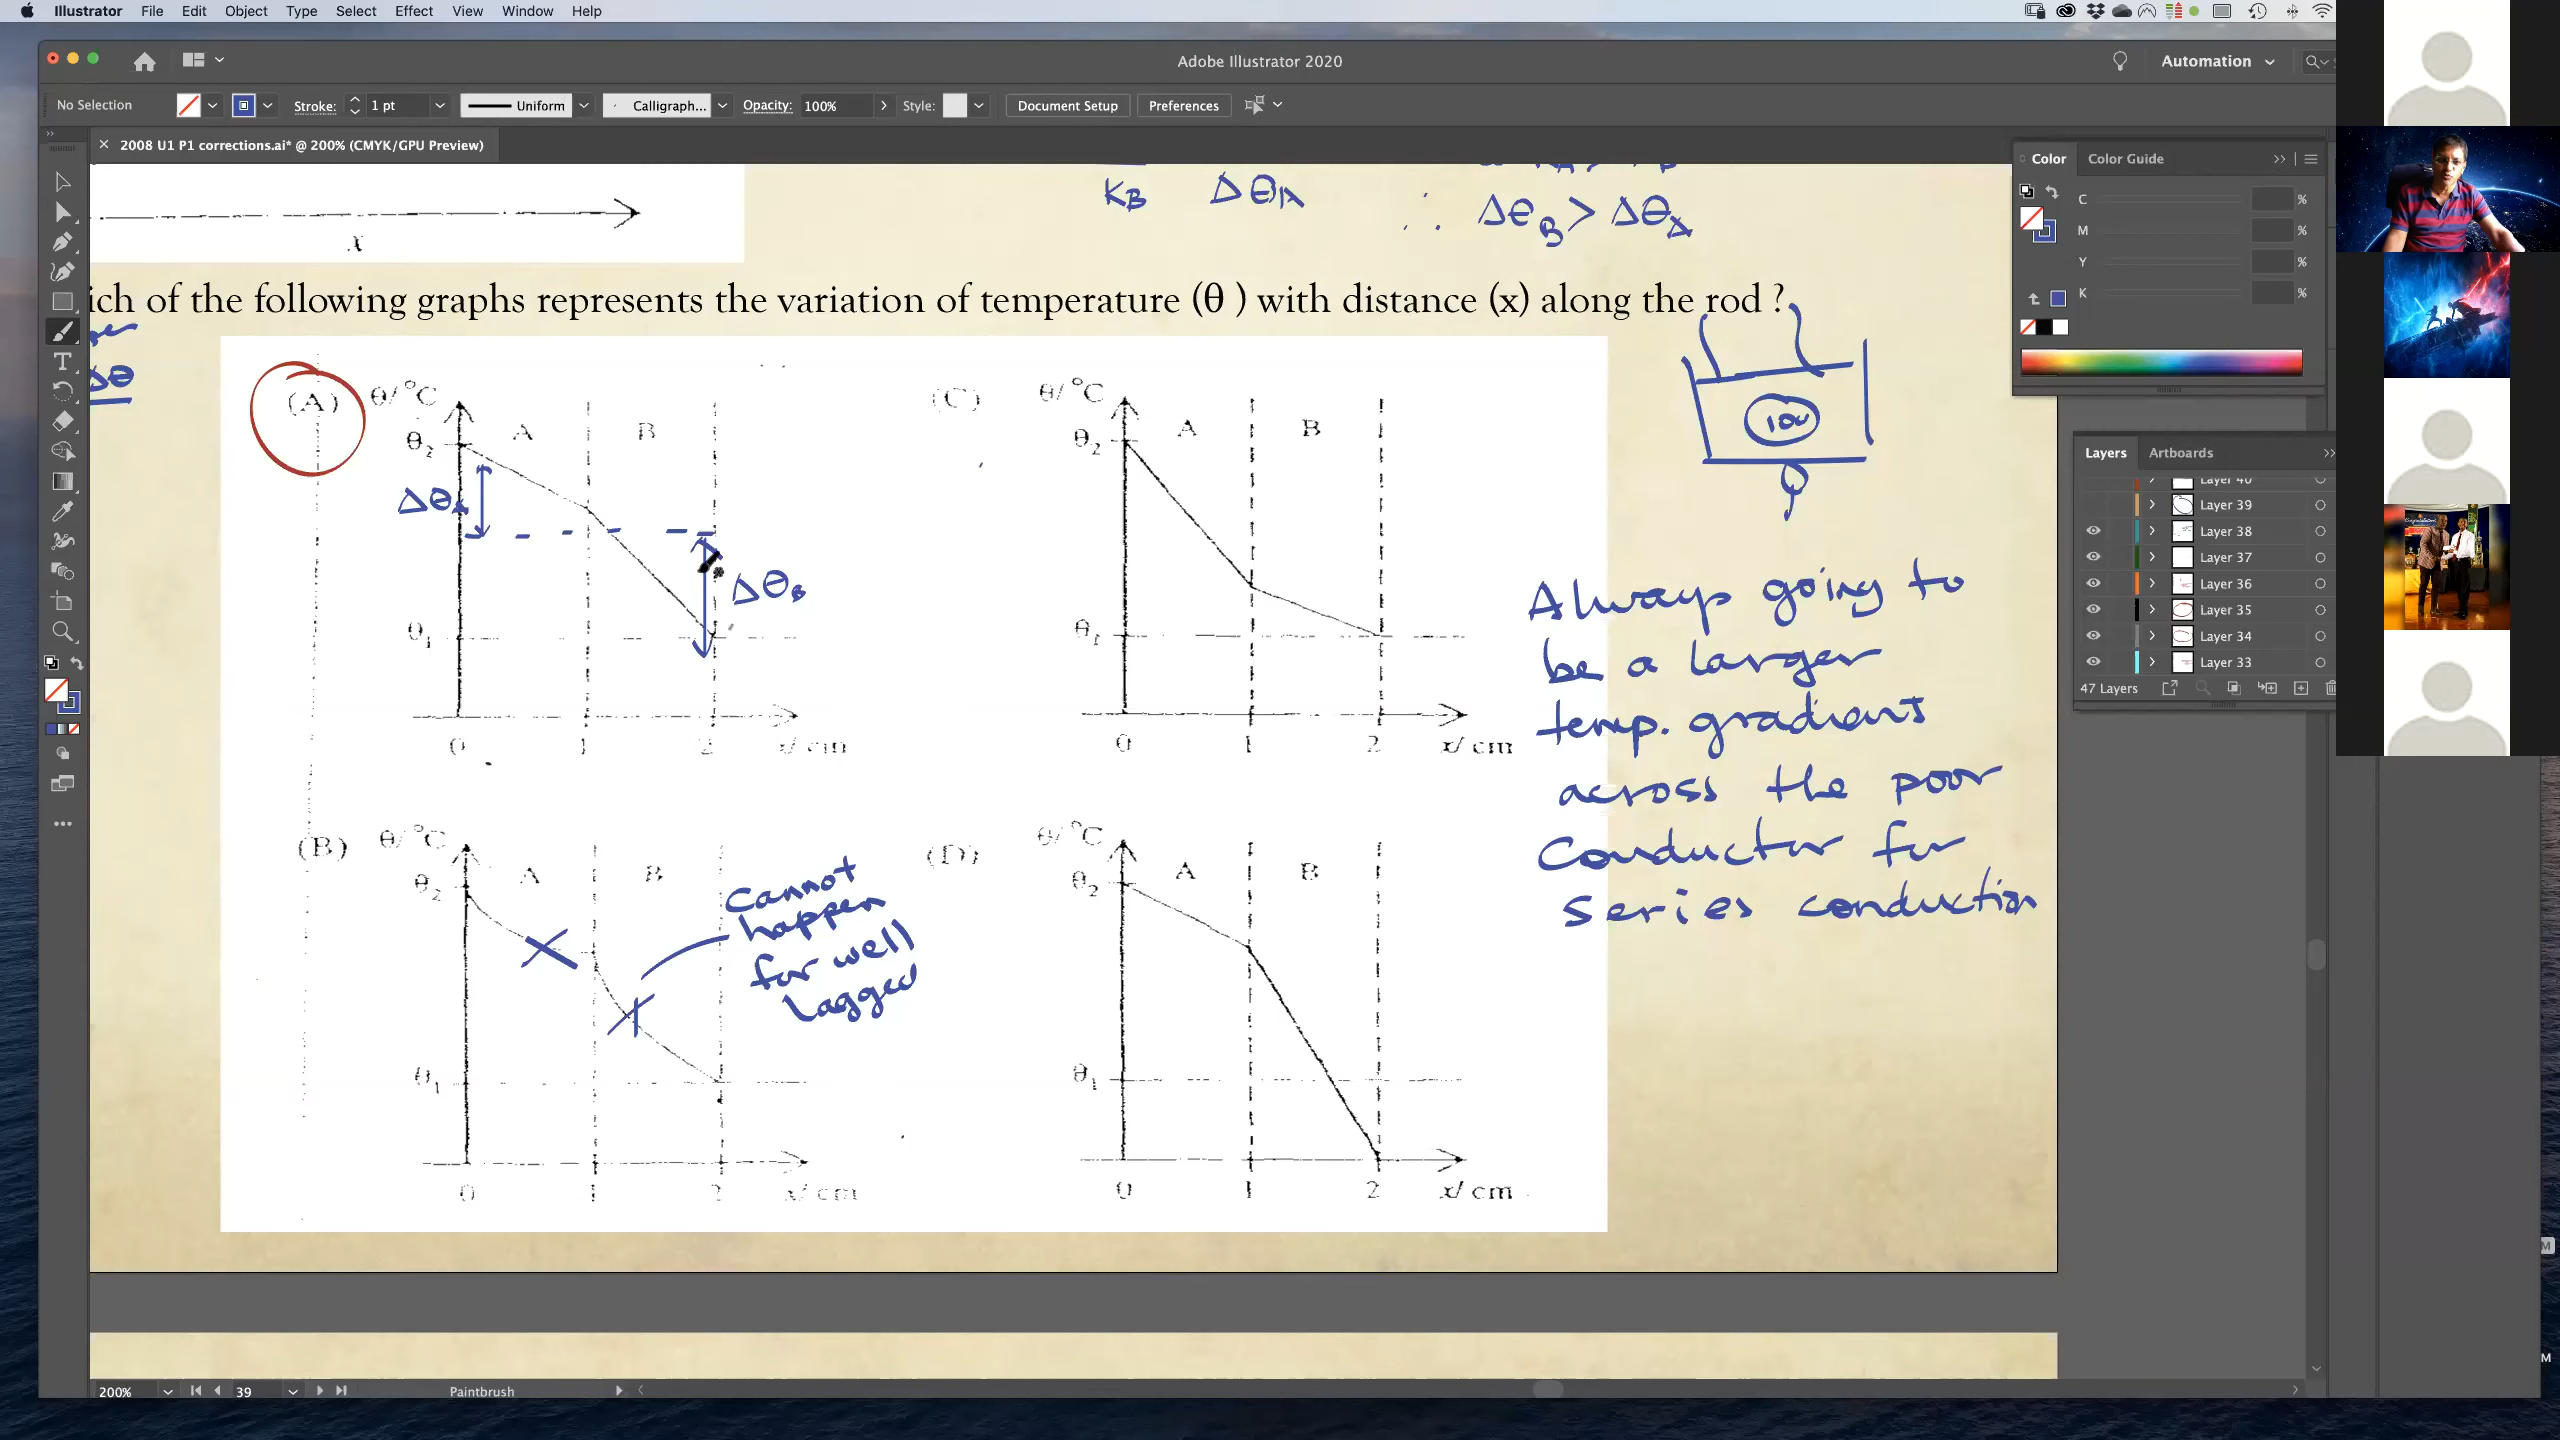 Illustrator File Edit Object Type Select Effect View Window Help
Adobe Illustrator 2020
Automation
No Selection Stroke: 1 pt Uniform Calligraph... Opacity: 100% Style: Document Setup Preferences
2008 U1 P1 corrections.ai* @ 200% (CMYK/GPU Preview)
Color Color Guide
C %
M %
Y %
K %
Layers Artboards
Layer 40
Layer 39
Layer 38
Layer 37
Layer 36
Layer 35
Layer 34
Layer 33
47 Layers
x
KB ΔΘA
∴ ΔΘB > ΔΘA
ich of the following graphs represents the variation of temperature (θ ) with distance (x) along the rod ?
Δθ
(A) θ/°C
θ2 A B
ΔΘA
ΔΘB
θ1
0 1 2 x/ cm
(C) θ/°C
θ2 A B
θ1
0 1 2 x/ cm
100
Always going to
be a larger
temp. gradient
across the poor
Conductor for
series conduction
(B) θ/°C
θ2 A B
θ1
0 1 2 x/ cm
Cannot
happen
for well
lagged
(D) θ/°C
θ2 A B
θ1
0 1 2 x/ cm
200% 39 Paintbrush